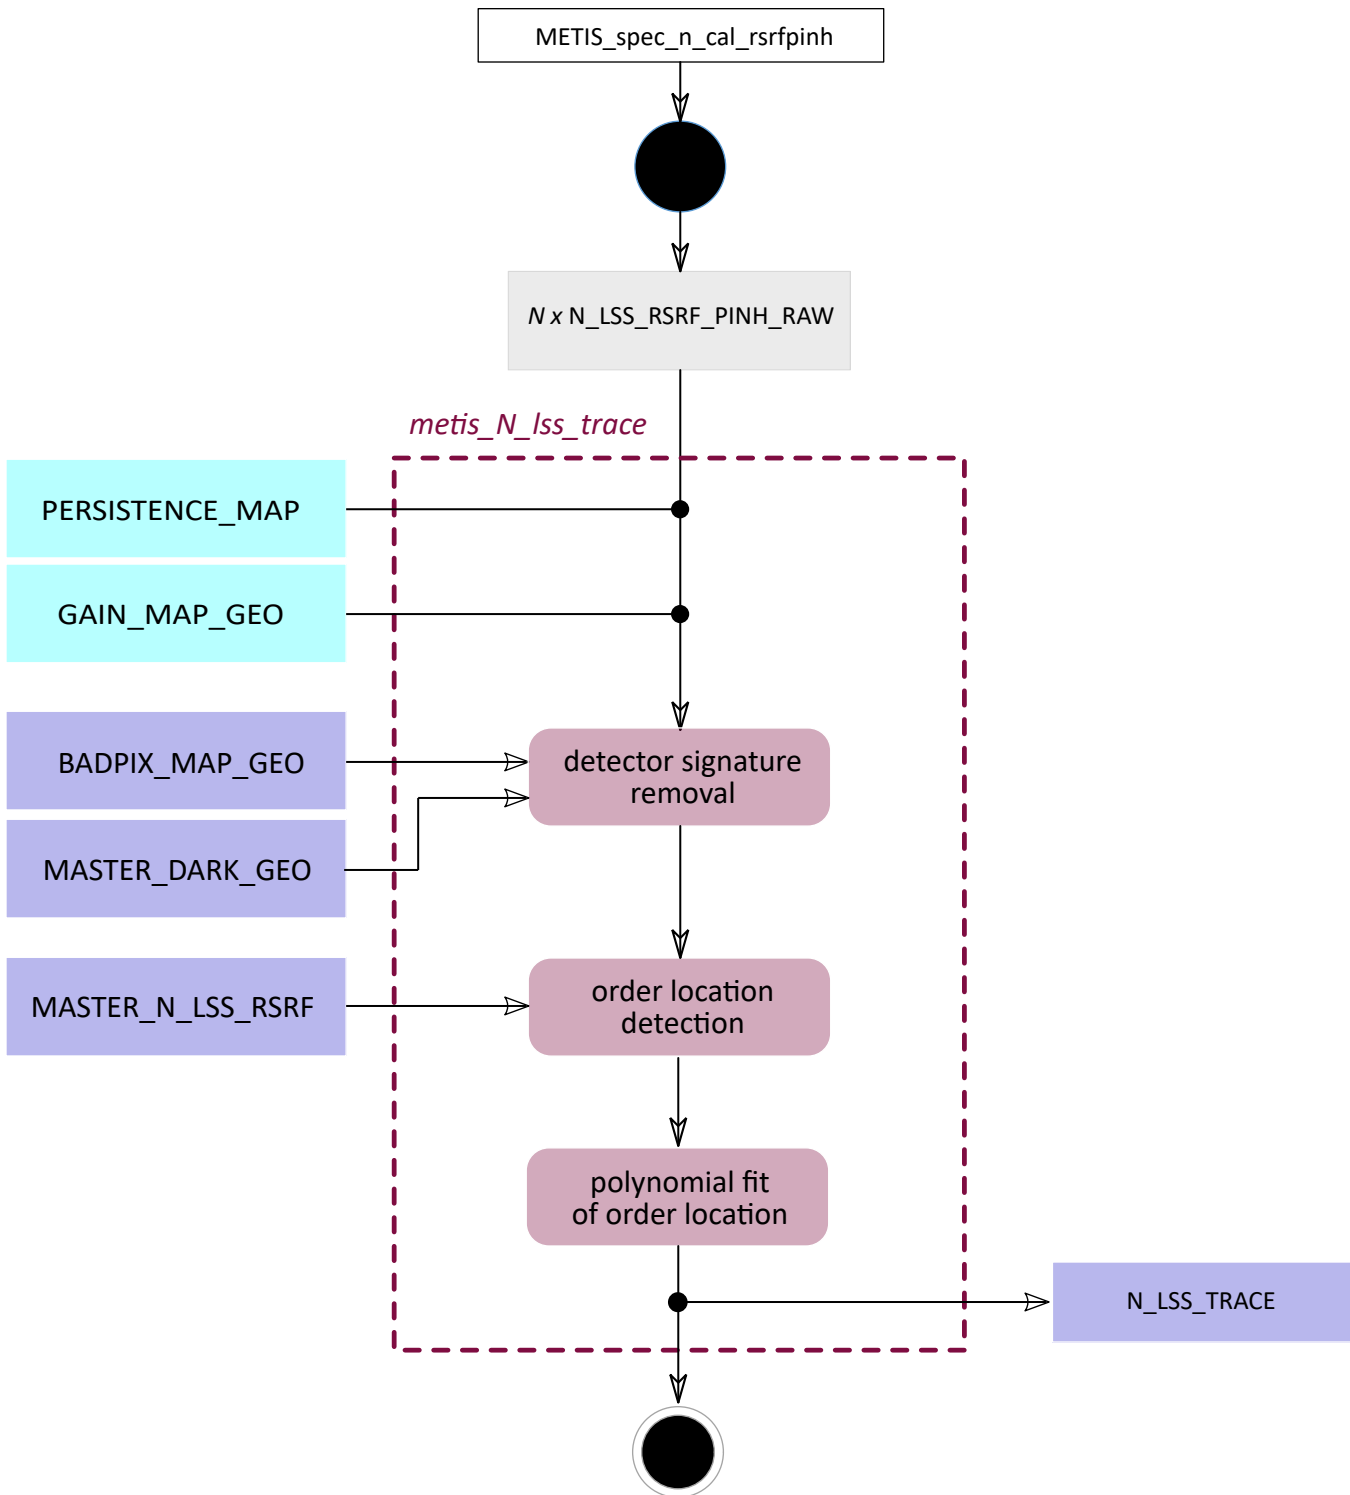 METIS_spec_n_cal_rsrfpinh
N x N_LSS_RSRF_PINH_RAW
metis_N_lss_trace
PERSISTENCE_MAP
GAIN_MAP_GEO
BADPIX_MAP_GEO
detector signature
removal
MASTER_DARK_GEO
MASTER_N_LSS_RSRF
order location
detection
polynomial fit
of order location
N_LSS_TRACE